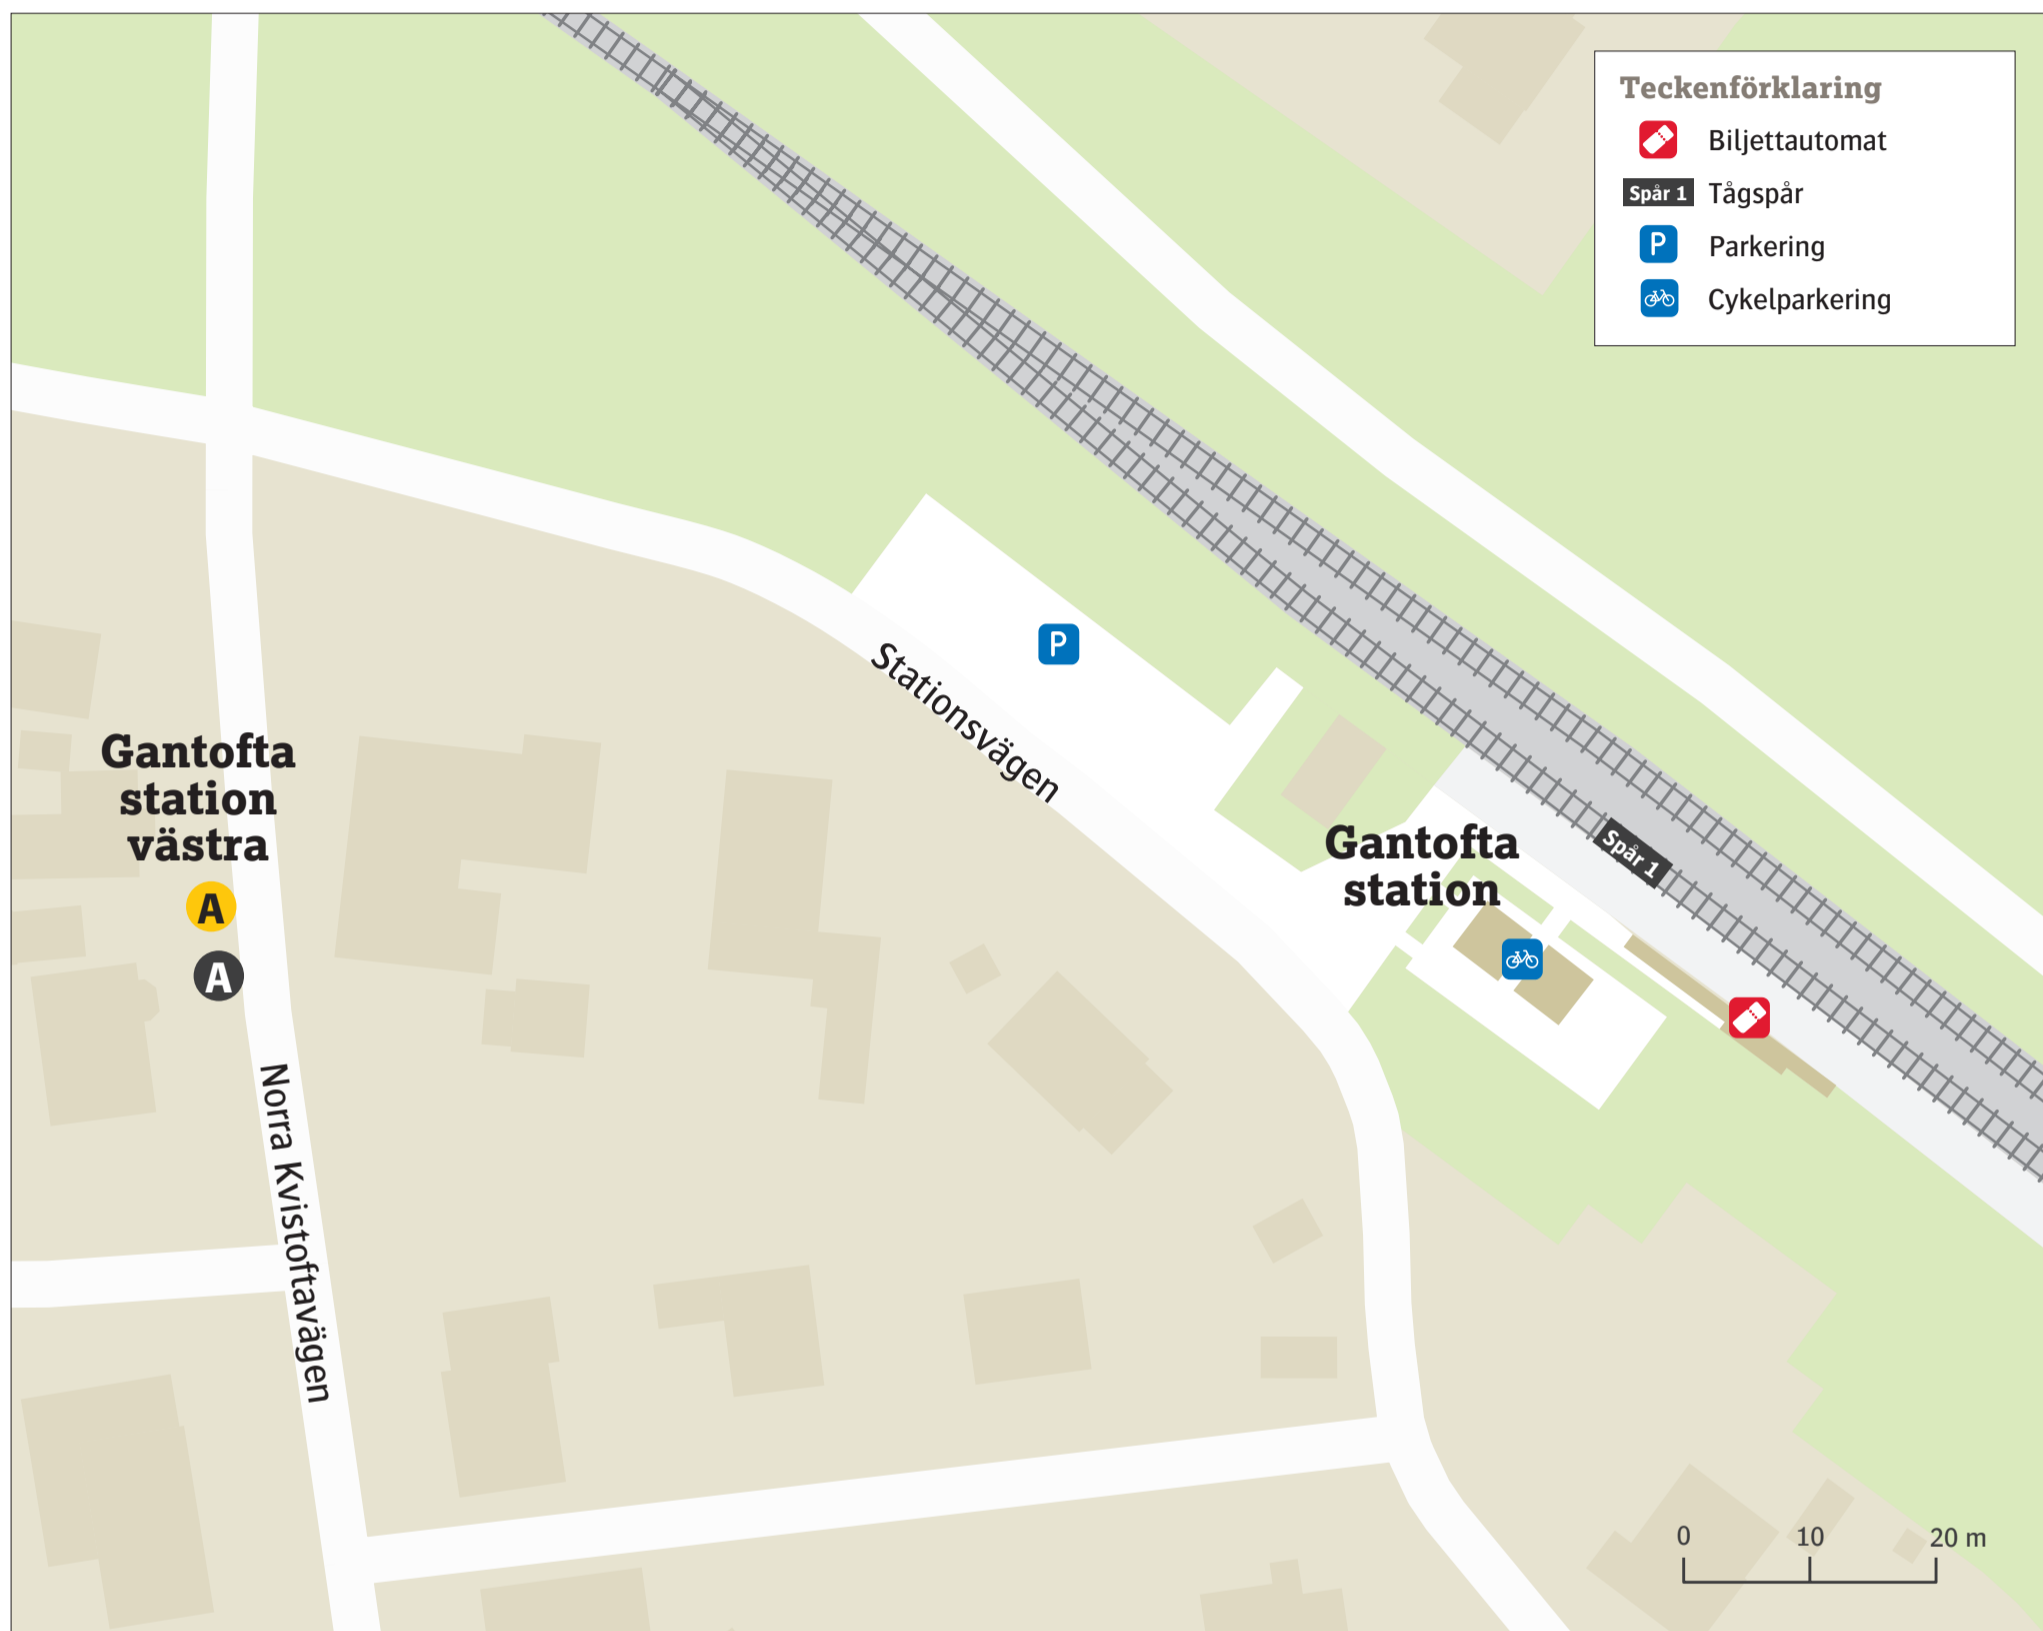 Teckenförklaring
Biljettautomat
Spår 1 Tågspår
P Parkering
Cykelparkering
P
Stationsvägen
Gantofta
station
västra
A
A
Gantofta
station
Spår 1
Norra Kvistoftavägen
0 10 20 m